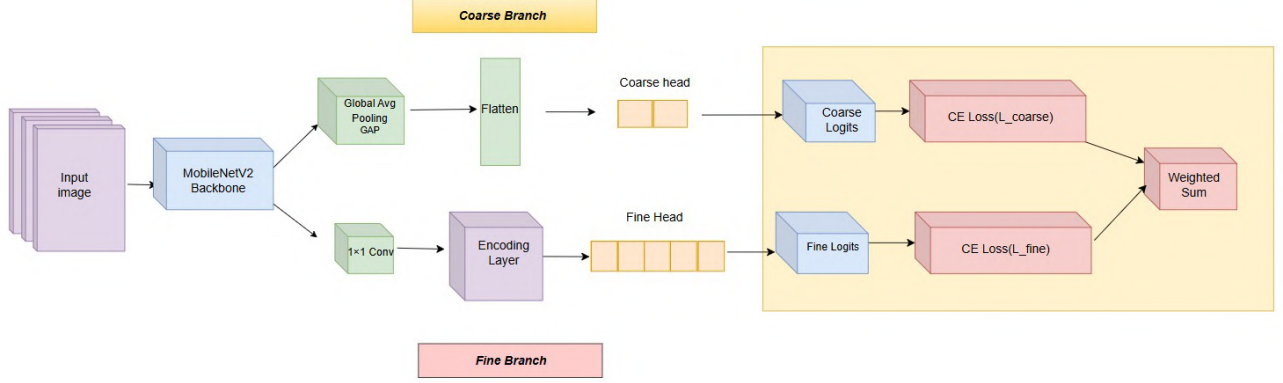 Coarse Branch
Input
image
MobileNetV2
Backbone
Global Avg
Pooling
GAP
Flatten
Coarse head
Coarse
Logits
CE Loss(L_coarse)
Weighted
Sum
1×1 Conv
Encoding
Layer
Fine Head
Fine Logits
CE Loss(L_fine)
Fine Branch